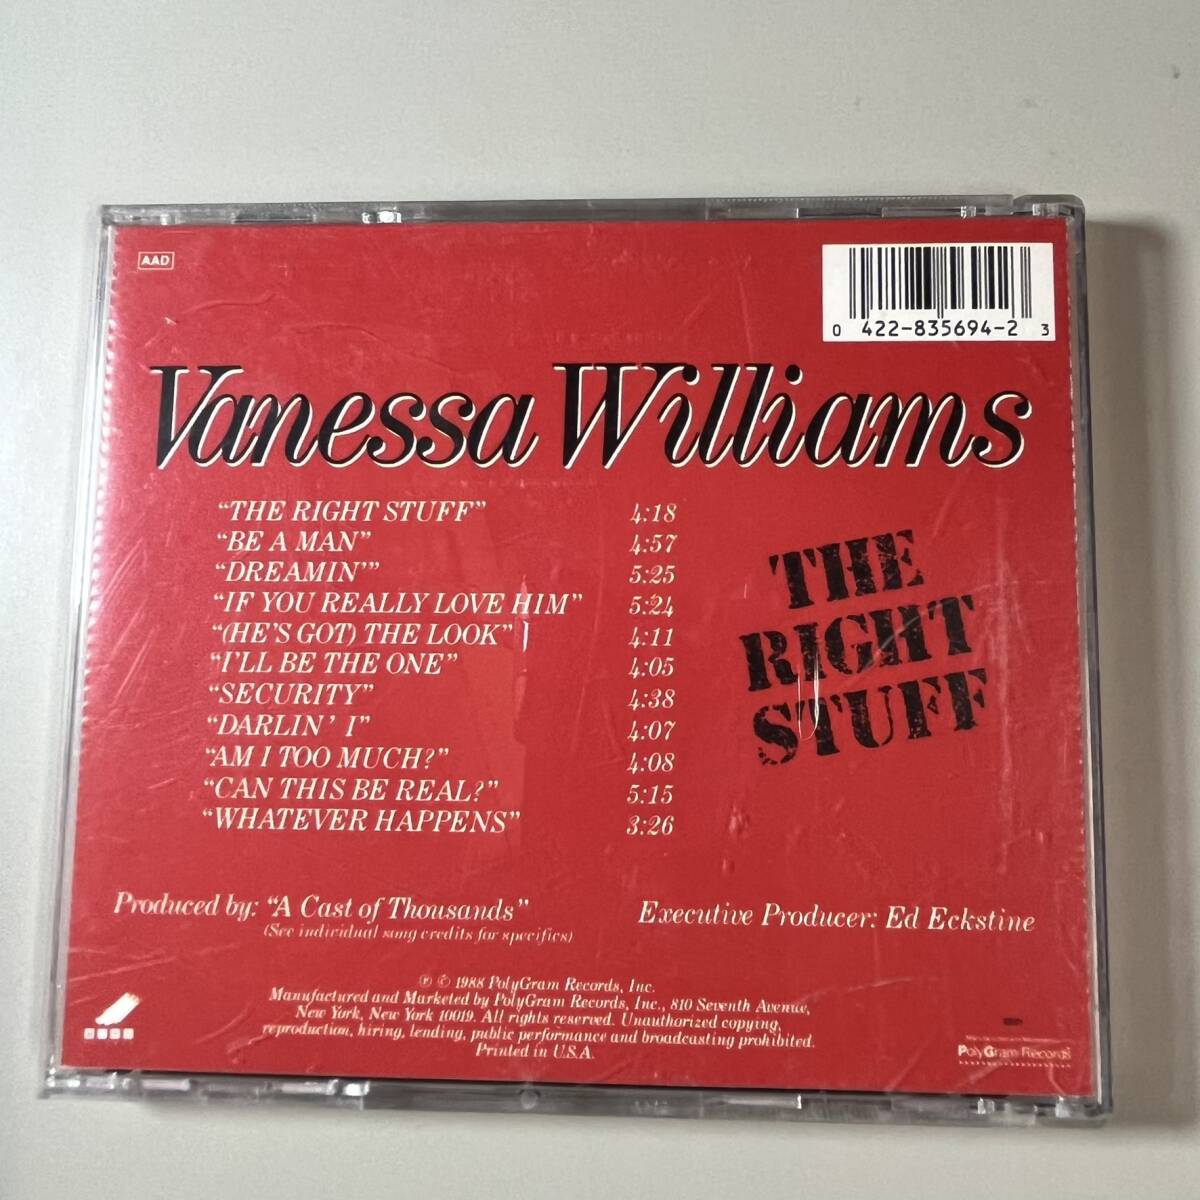 AAD
0 422-835694-2 3
Vanessa Williams
“THE RIGHT STUFF” 4:18
“BE A MAN” 4:57
“DREAMIN’” 5:25
“IF YOU REALLY LOVE HIM” 5:24
“(HE’S GOT) THE LOOK” 4:11
“I’LL BE THE ONE” 4:05
“SECURITY” 4:38
“DARLIN’ I” 4:07
“AM I TOO MUCH?” 4:08
“CAN THIS BE REAL?” 5:15
“WHATEVER HAPPENS” 3:26
THE
RIGHT
STUFF
Produced by: “A Cast of Thousands”
(See individual song credits for specifics)
Executive Producer: Ed Eckstine
℗ © 1988 PolyGram Records, Inc.
Manufactured and Marketed by PolyGram Records, Inc., 810 Seventh Avenue,
New York, New York 10019. All rights reserved. Unauthorized copying,
reproduction, hiring, lending, public performance and broadcasting prohibited.
Printed in U.S.A.
PolyGram Records